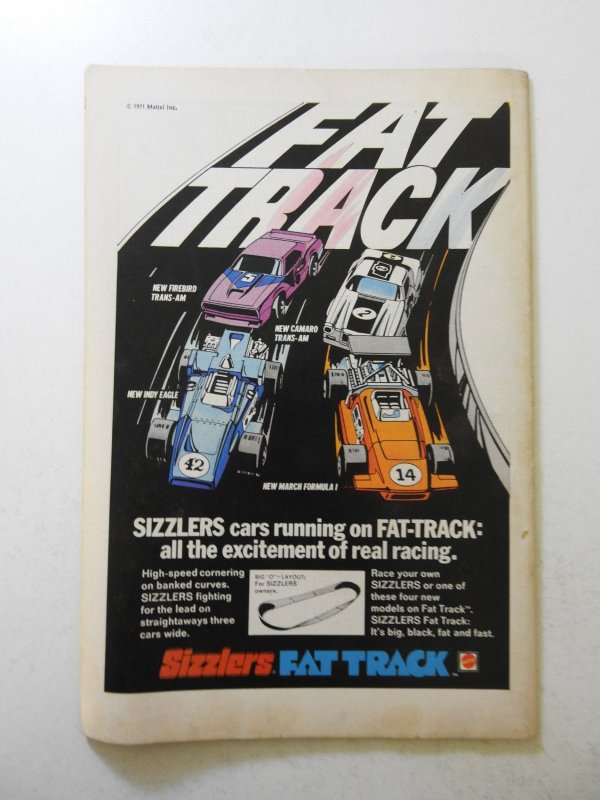 © 1971 Mattel Inc.
FAT
TRACK
5
2
2
NEW FIREBIRD
TRANS-AM
NEW CAMARO
TRANS-AM
NEW INDY EAGLE
42
14
NEW MARCH FORMULA I
SIZZLERS cars running on FAT-TRACK:
all the excitement of real racing.
High-speed cornering
on banked curves.
SIZZLERS fighting
for the lead on
straightaways three
cars wide.
BIG "O"- LAYOUT.
For SIZZLERS
owners.
Race your own
SIZZLERS or one of
these four new
models on Fat Track™.
SIZZLERS Fat Track:
It's big, black, fat and fast.
Sizzlers FAT TRACK™